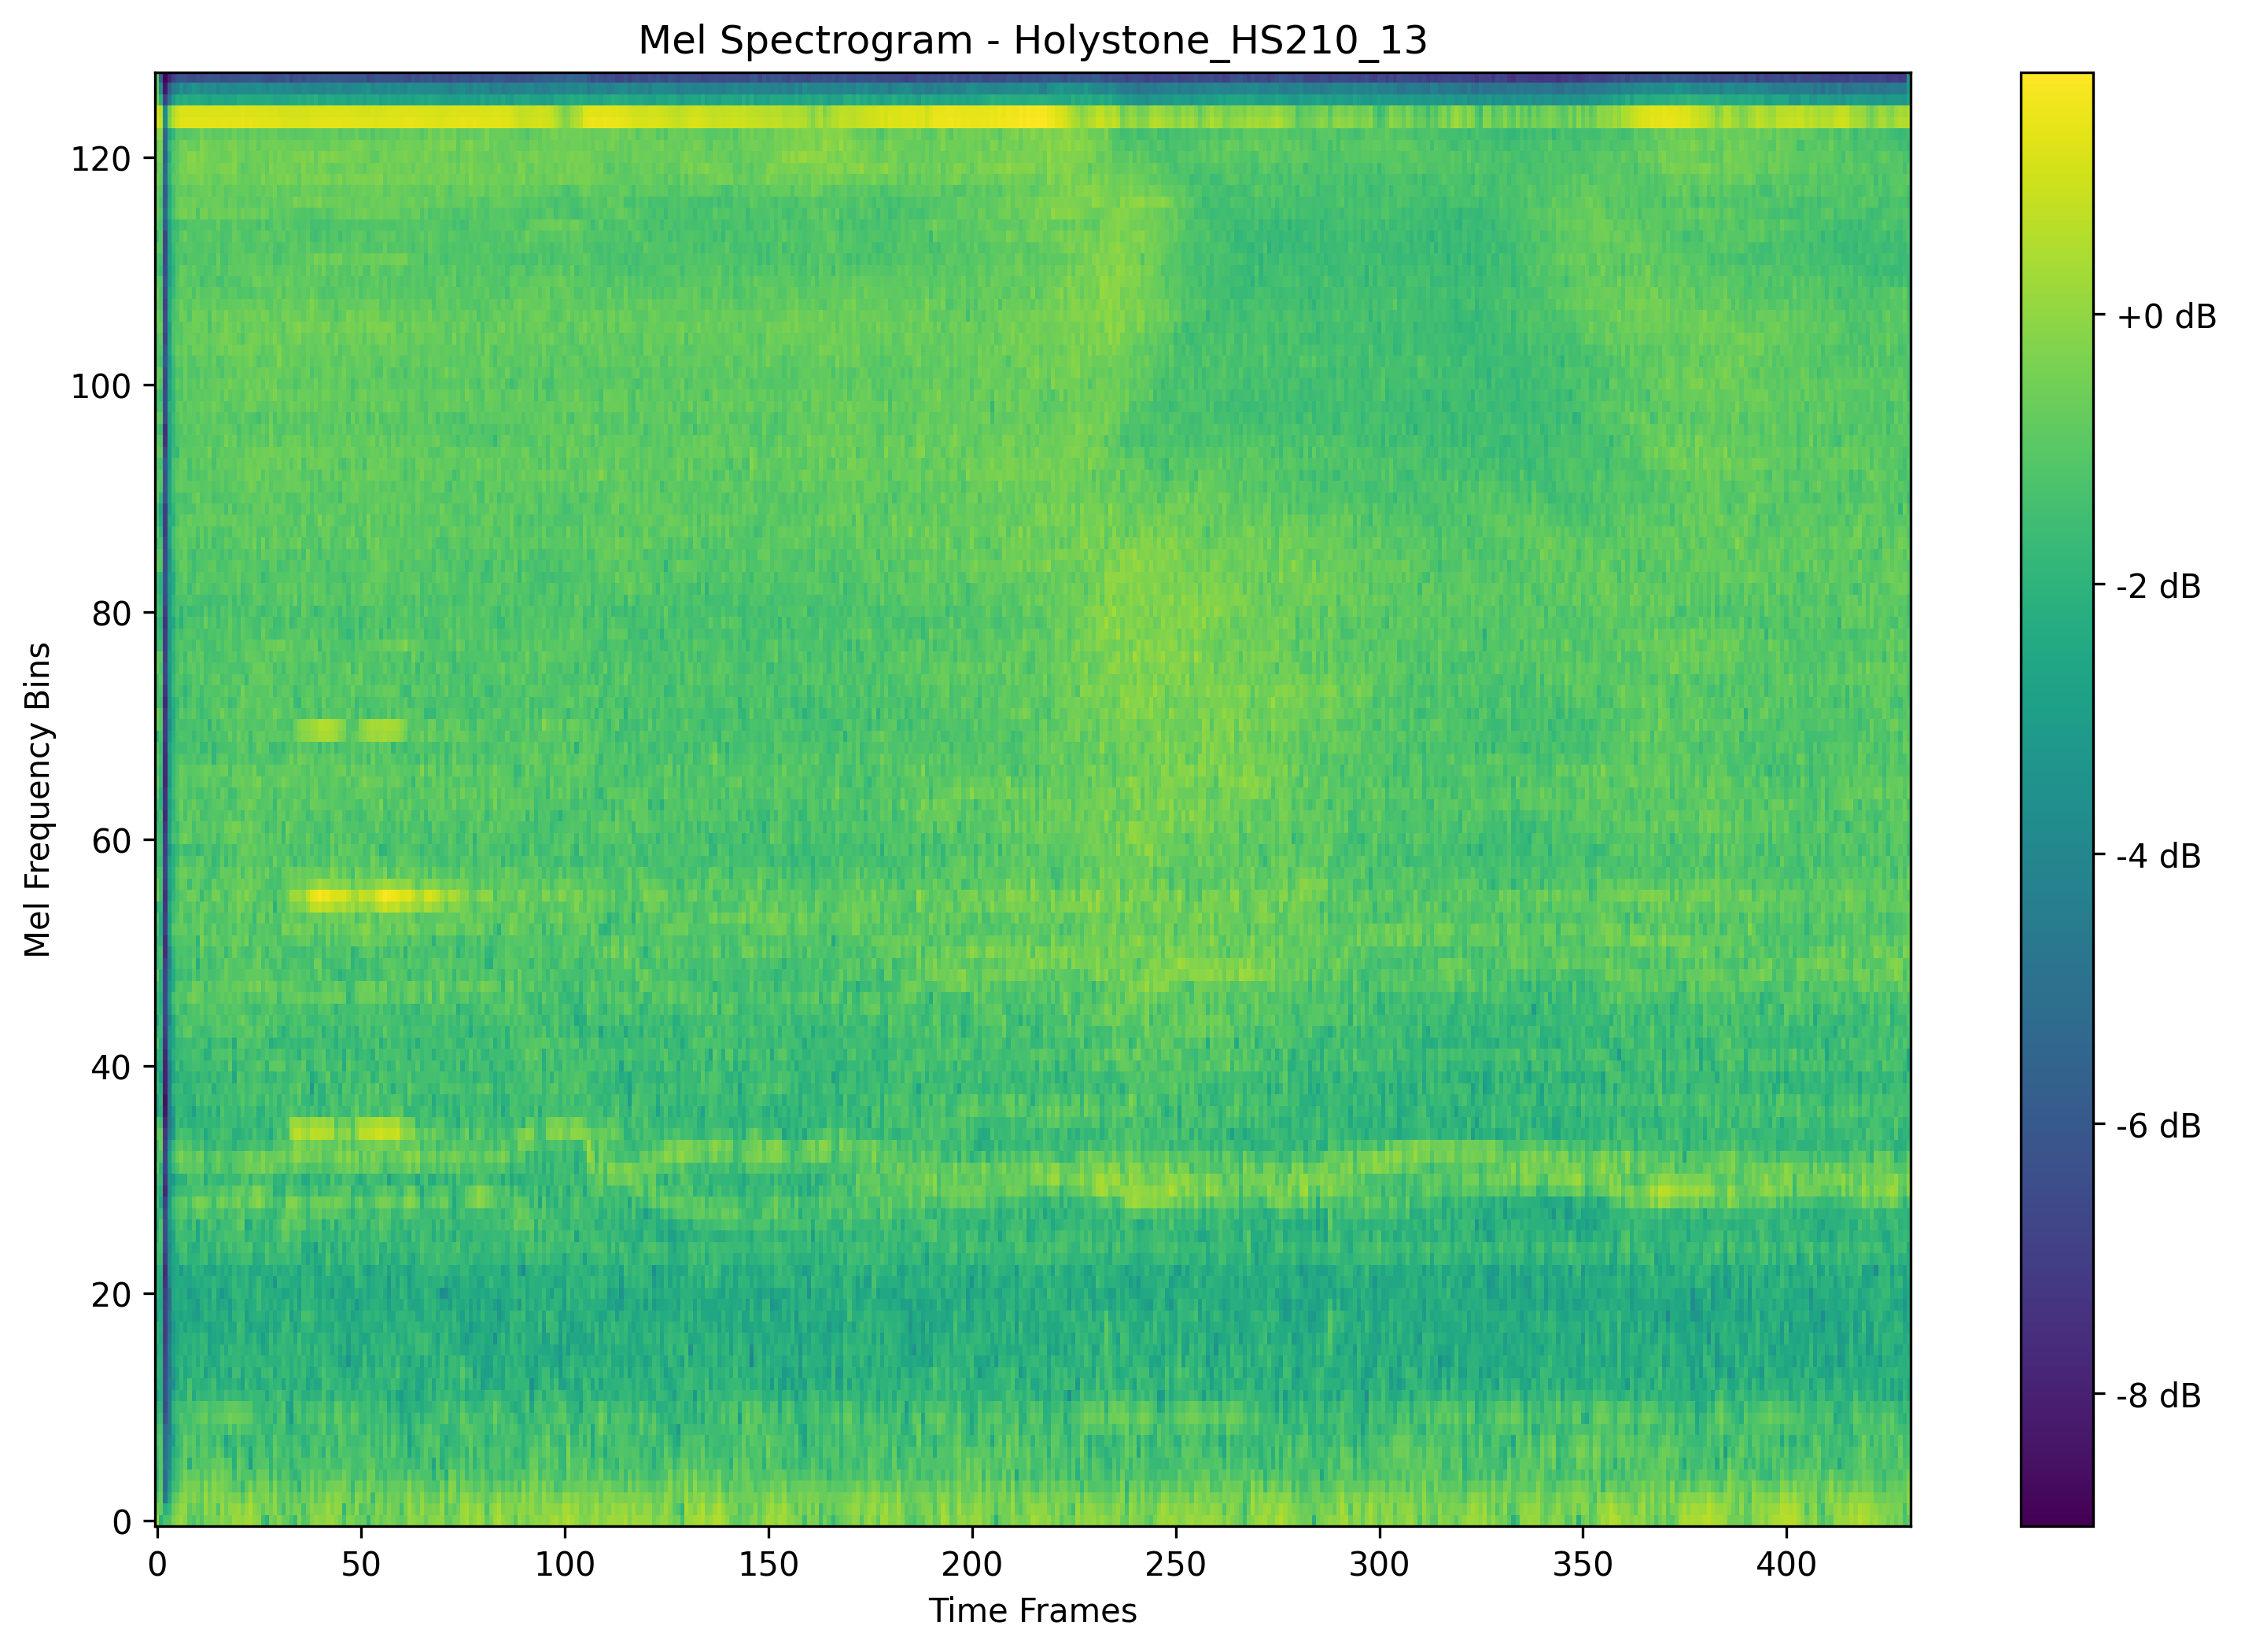 Mel Spectrogram - Holystone_HS210_13
Mel Frequency Bins
120
100
80
60
40
20
0
0 50 100 150 200 250 300 350 400
Time Frames
+0 dB
-2 dB
-4 dB
-6 dB
-8 dB